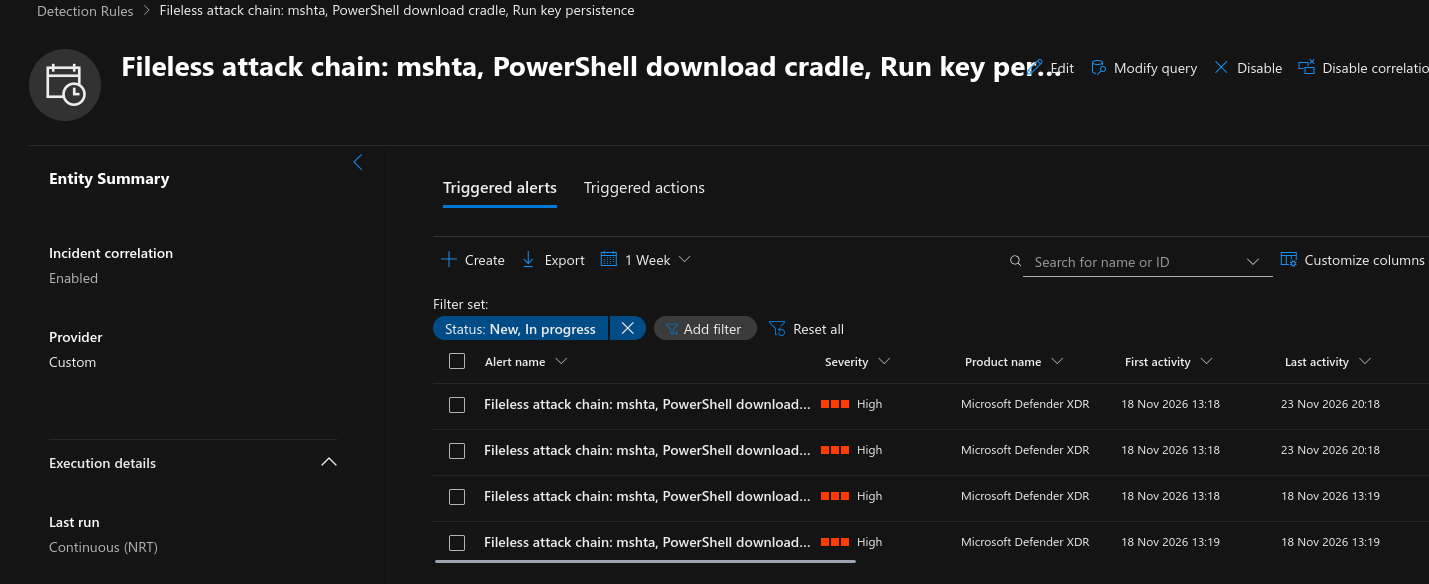 Detection Rules > Fileless attack chain: mshta, PowerShell download cradle, Run key persistence
Fileless attack chain: mshta, PowerShell download cradle, Run key per...
Edit Modify query Disable Disable correlatio
Entity Summary
Incident correlation
Enabled
Provider
Custom
Execution details
Last run
Continuous (NRT)
Triggered alerts Triggered actions
Create Export 1 Week Search for name or ID Customize columns
Filter set:
Status: New, In progress Add filter Reset all
Alert name Severity Product name First activity Last activity
Fileless attack chain: mshta, PowerShell download... High Microsoft Defender XDR 18 Nov 2026 13:18 23 Nov 2026 20:18
Fileless attack chain: mshta, PowerShell download... High Microsoft Defender XDR 18 Nov 2026 13:18 23 Nov 2026 20:18
Fileless attack chain: mshta, PowerShell download... High Microsoft Defender XDR 18 Nov 2026 13:18 18 Nov 2026 13:19
Fileless attack chain: mshta, PowerShell download... High Microsoft Defender XDR 18 Nov 2026 13:19 18 Nov 2026 13:19